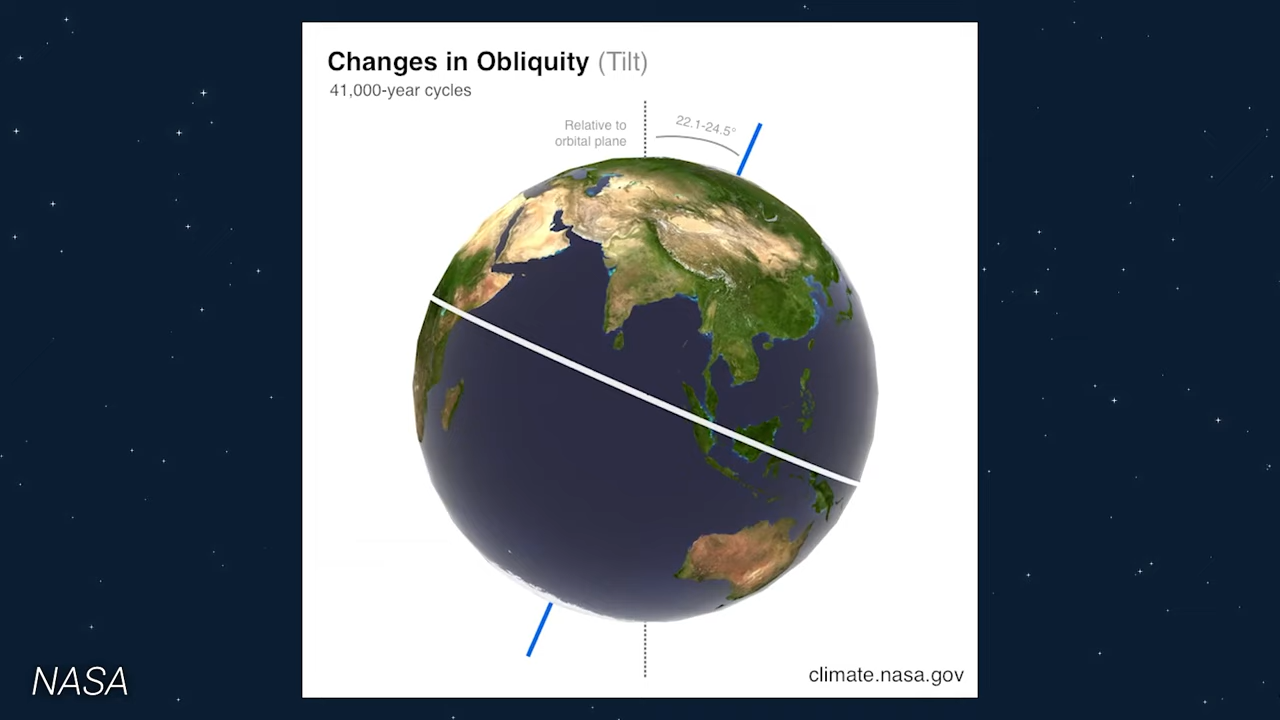 Changes in Obliquity (Tilt)
41,000-year cycles
Relative to
orbital plane
22.1-24.5°
NASA
climate.nasa.gov